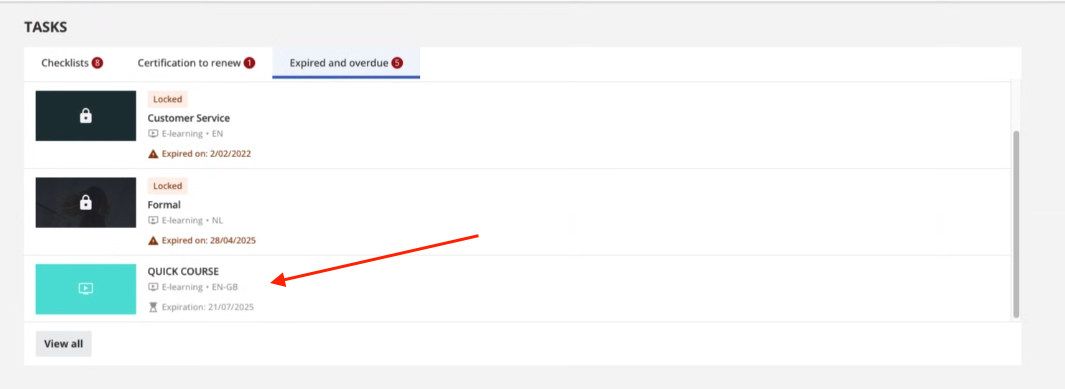 TASKS
Checklists 8 Certification to renew 1 Expired and overdue 5
Locked
Customer Service
E-learning • EN
Expired on: 2/02/2022
Locked
Formal
E-learning • NL
Expired on: 28/04/2025
QUICK COURSE
E-learning • EN-GB
Expiration: 21/07/2025
View all